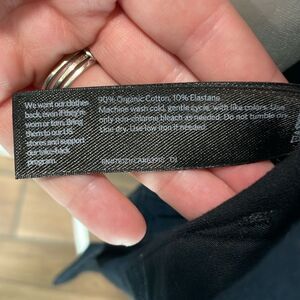 We want our clothes
back, even if they're
worn or torn. Bring
them to our US
stores and support
our take-back
program.
90% Organic Cotton, 10% Elastane
Machine wash cold, gentle cycle, with like colors. Use
only non-chlorine bleach as needed. Do not tumble dry.
Line dry. Use low iron if needed.